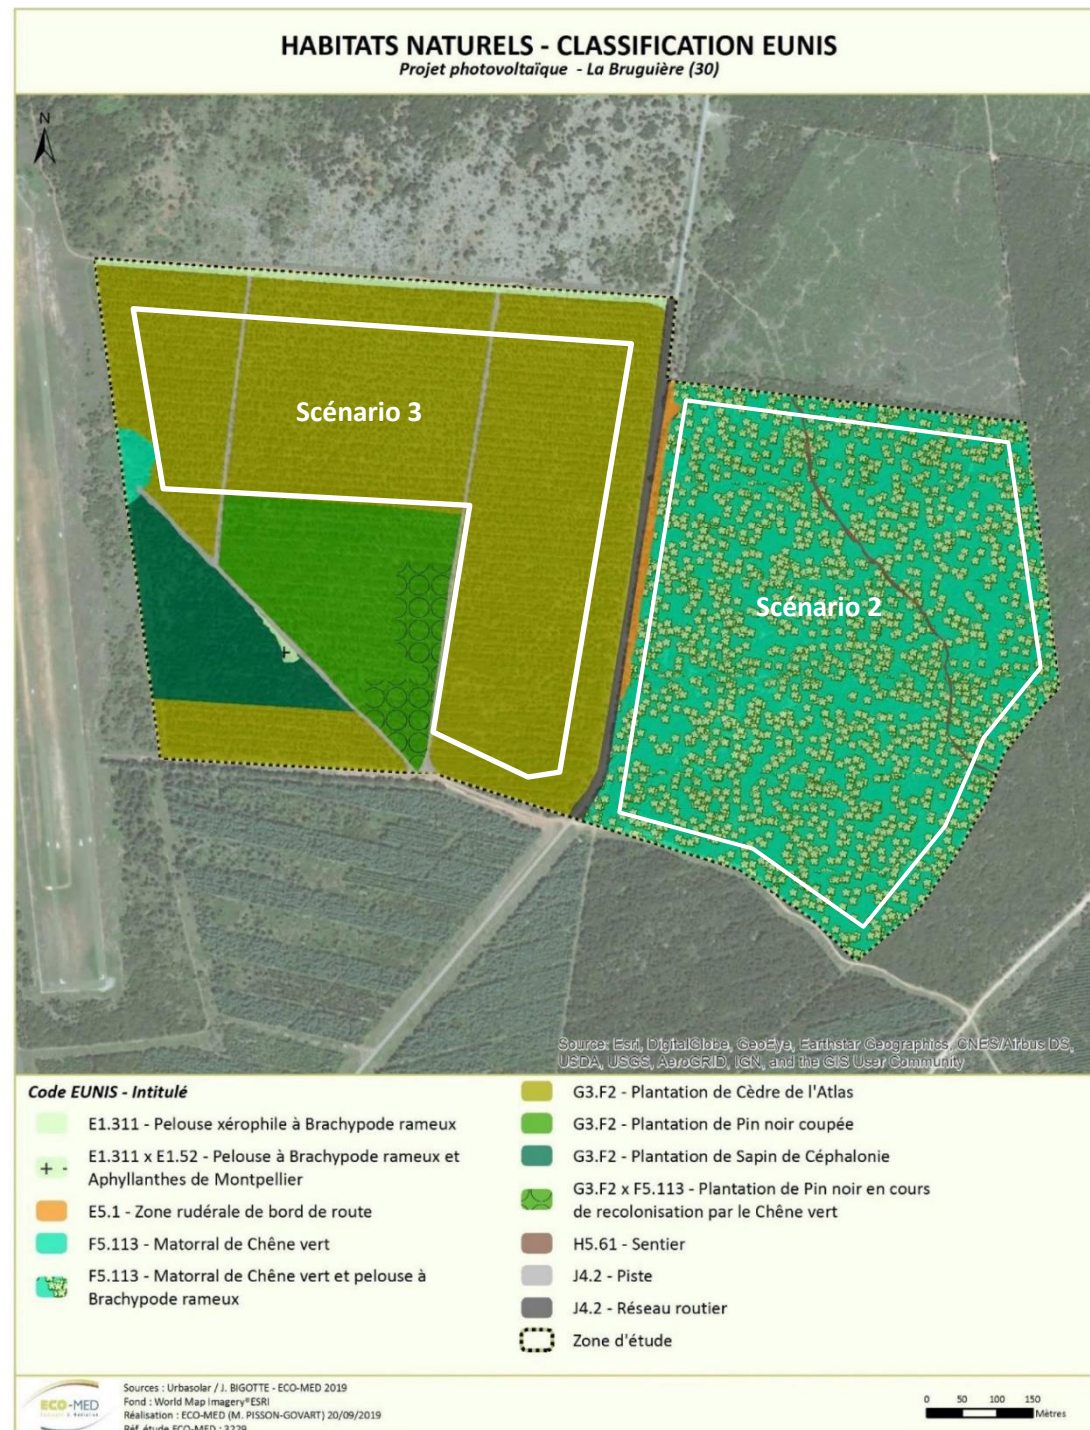 HABITATS NATURELS - CLASSIFICATION EUNIS
Projet photovoltaïque - La Bruguière (30)
N
Scénario 3
Scénario 2
Source: Esri, DigitalGlobe, GeoEye, Earthstar Geographics, CNES/Airbus DS,
USDA, USGS, AeroGRID, IGN, and the GIS User Community
Code EUNIS - Intitulé
E1.311 - Pelouse xérophile à Brachypode rameux
E1.311 x E1.52 - Pelouse à Brachypode rameux et
Aphyllanthes de Montpellier
E5.1 - Zone rudérale de bord de route
F5.113 - Matorral de Chêne vert
F5.113 - Matorral de Chêne vert et pelouse à
Brachypode rameux
G3.F2 - Plantation de Cèdre de l'Atlas
G3.F2 - Plantation de Pin noir coupée
G3.F2 - Plantation de Sapin de Céphalonie
G3.F2 x F5.113 - Plantation de Pin noir en cours
de recolonisation par le Chêne vert
H5.61 - Sentier
J4.2 - Piste
J4.2 - Réseau routier
Zone d'étude
ECO-MED
Sources : Urbasolar / J. BIGOTTE - ECO-MED 2019
Fond : World Map Imagery®ESRI
Réalisation : ECO-MED (M. PISSON-GOVART) 20/09/2019
Réf. étude ECO-MED : 3229
0 50 100 150
Mètres